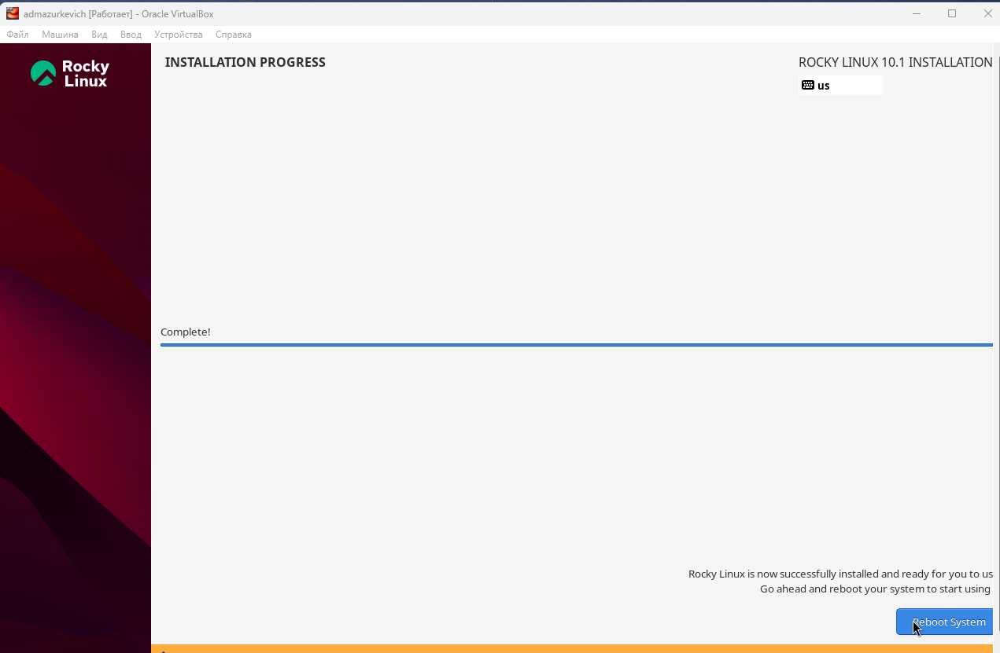 admazurkevich [Работает] - Oracle VirtualBox
Файл Машина Вид Ввод Устройства Справка
Rocky
Linux
INSTALLATION PROGRESS
ROCKY LINUX 10.1 INSTALLATION
us
Complete!
Rocky Linux is now successfully installed and ready for you to us
Go ahead and reboot your system to start using
Reboot System